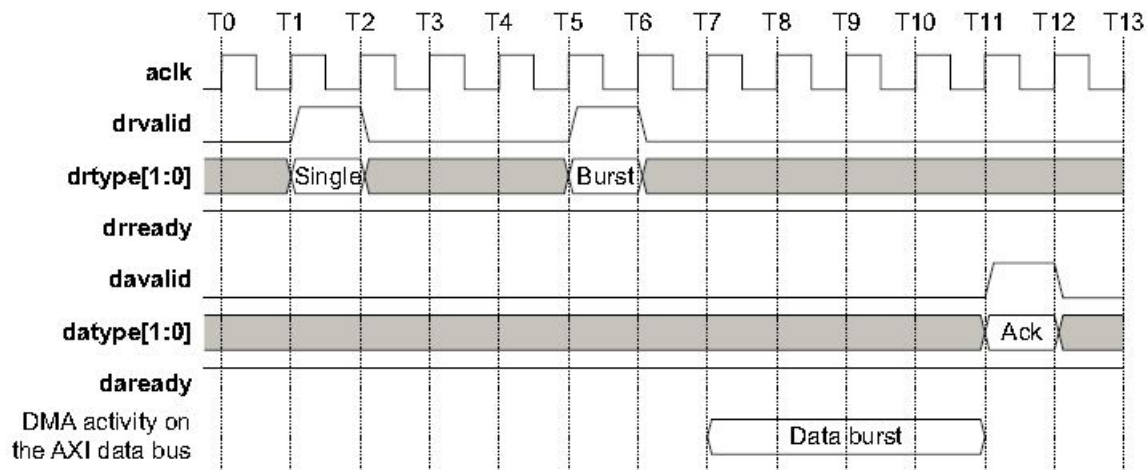 T0 T1 T2 T3 T4 T5 T6 T7 T8 T9 T10 T11 T12 T13
aclk
drvalid
drtype[1:0] Single Burst
drready
davalid
datype[1:0] Ack
daready
DMA activity on
the AXI data bus Data burst